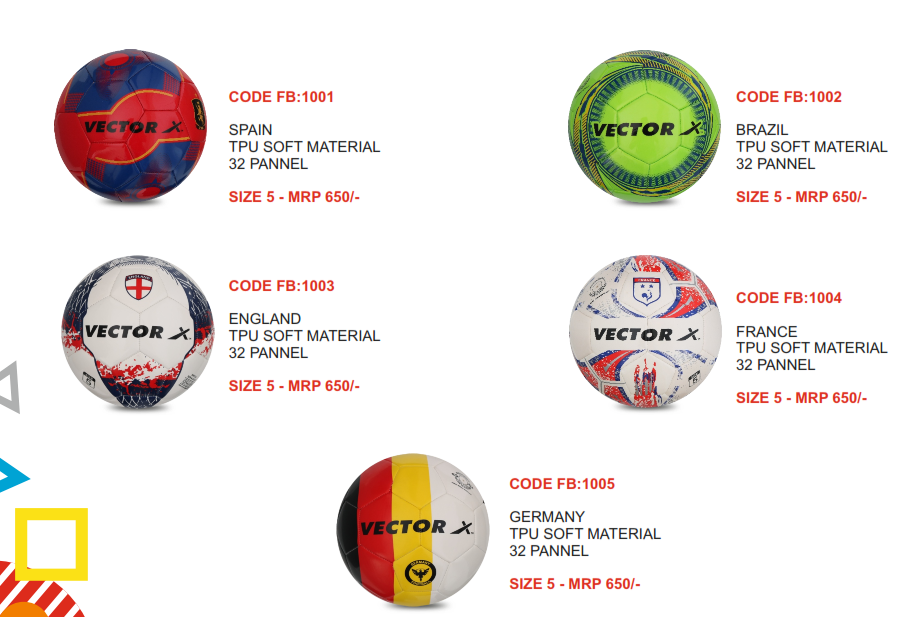 VECTOR X
CODE FB:1001
SPAIN
TPU SOFT MATERIAL
32 PANNEL
SIZE 5 - MRP 650/-
VECTOR X
CODE FB:1002
BRAZIL
TPU SOFT MATERIAL
32 PANNEL
SIZE 5 - MRP 650/-
VECTOR X
CODE FB:1003
ENGLAND
TPU SOFT MATERIAL
32 PANNEL
SIZE 5 - MRP 650/-
FRANCE
VECTOR X
CODE FB:1004
FRANCE
TPU SOFT MATERIAL
32 PANNEL
SIZE 5 - MRP 650/-
VECTOR X
GERMANY
CODE FB:1005
GERMANY
TPU SOFT MATERIAL
32 PANNEL
SIZE 5 - MRP 650/-